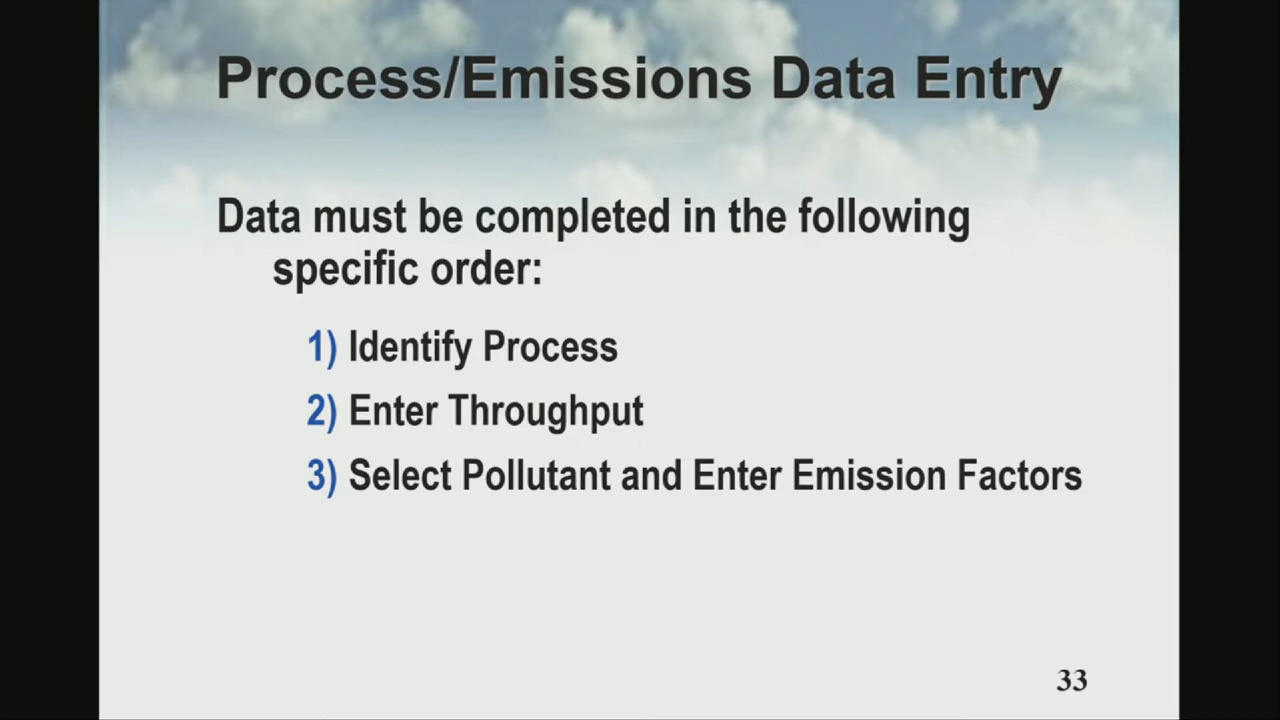 Process/Emissions Data Entry
Data must be completed in the following
specific order:
1) Identify Process
2) Enter Throughput
3) Select Pollutant and Enter Emission Factors
33